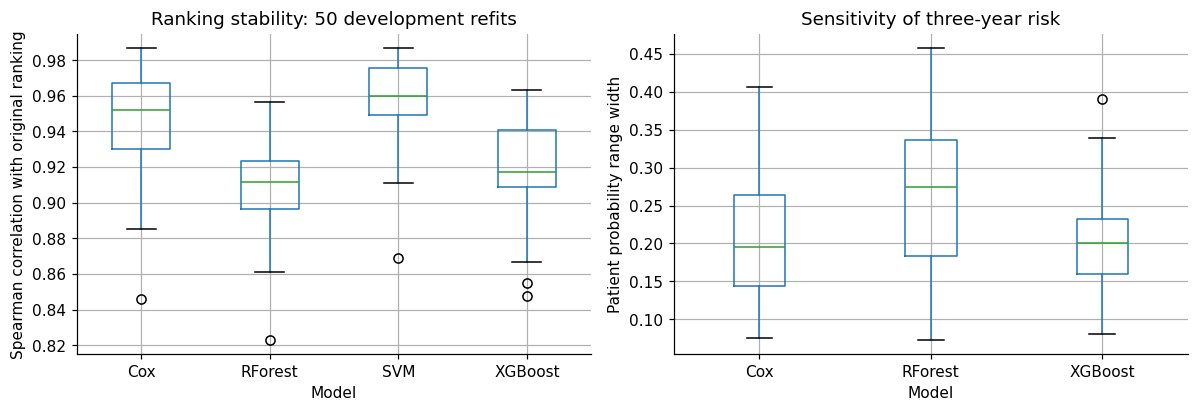 Ranking stability: 50 development refits
Spearman correlation with original ranking
0.98
0.96
0.94
0.92
0.90
0.88
0.86
0.84
0.82
Cox
RForest
SVM
XGBoost
Model
Sensitivity of three-year risk
Patient probability range width
0.45
0.40
0.35
0.30
0.25
0.20
0.15
0.10
Cox
RForest
XGBoost
Model